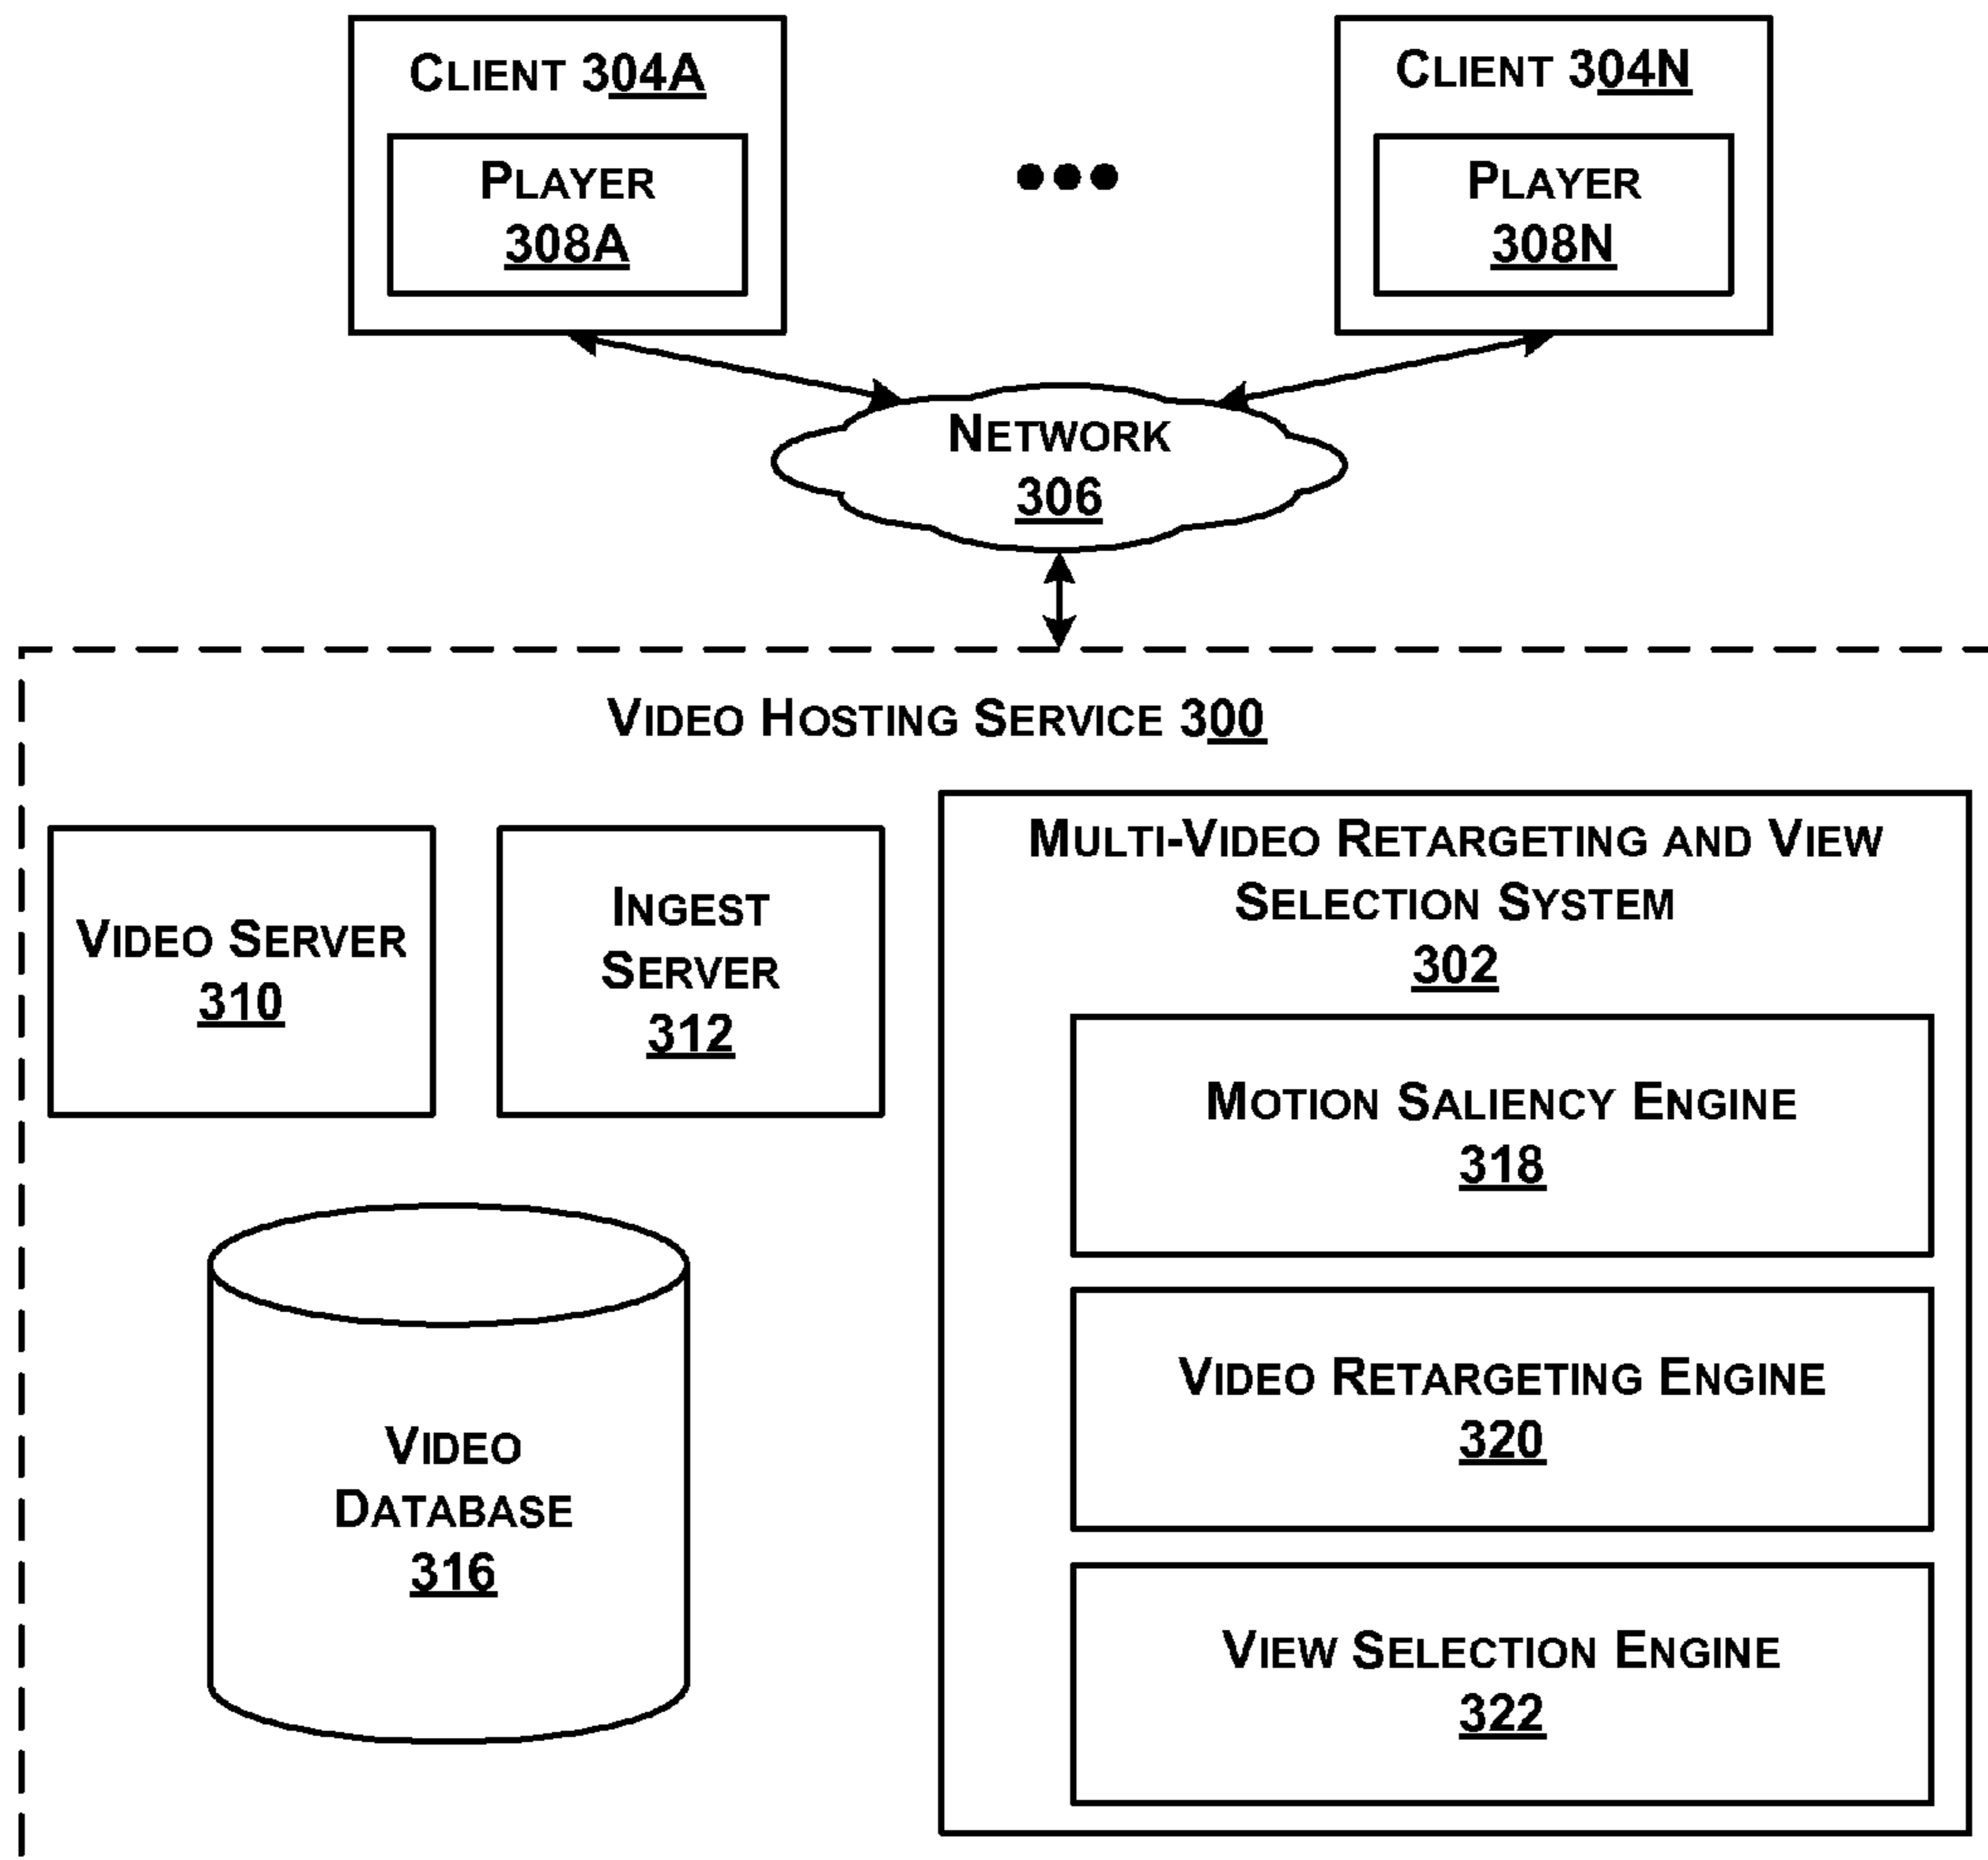 CLIENT 304A
PLAYER
308A
CLIENT 304N
PLAYER
308N
NETWORK
306
VIDEO HOSTING SERVICE 300
VIDEO SERVER
310
INGEST
SERVER
312
VIDEO
DATABASE
316
MULTI-VIDEO RETARGETING AND VIEW
SELECTION SYSTEM
302
MOTION SALIENCY ENGINE
318
VIDEO RETARGETING ENGINE
320
VIEW SELECTION ENGINE
322